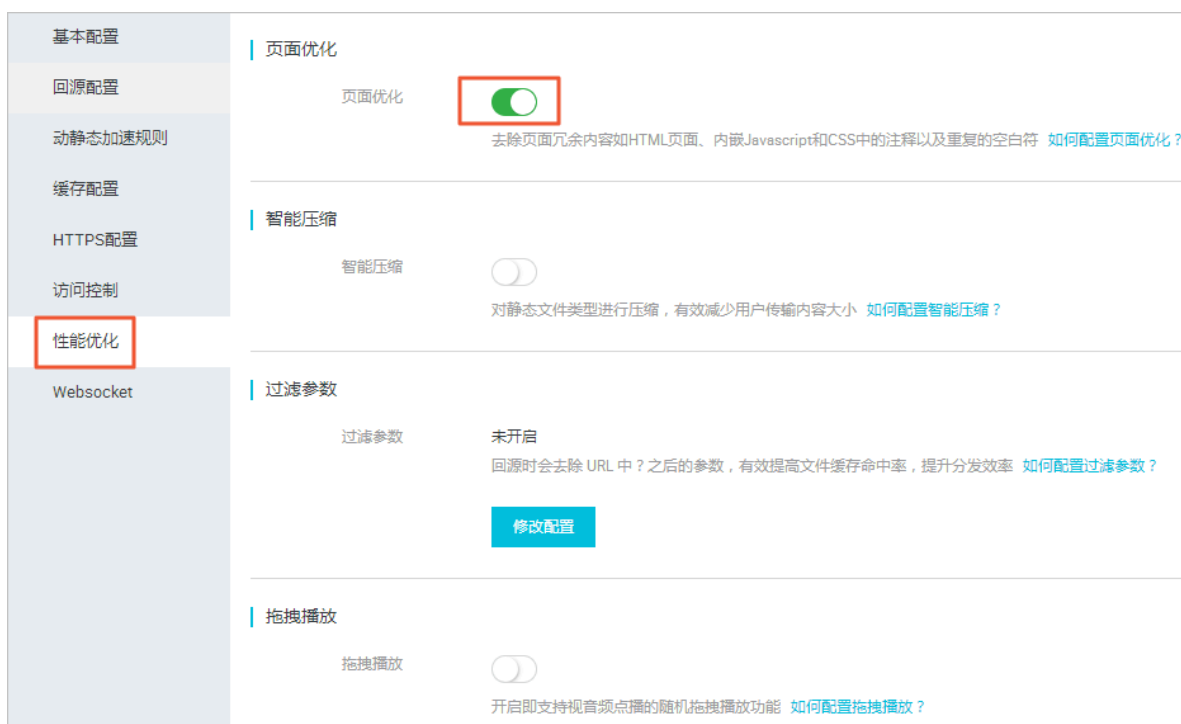 基本配置
回源配置
动静态加速规则
缓存配置
HTTPS配置
访问控制
性能优化
Websocket
页面优化
页面优化
去除页面冗余内容如HTML页面、内嵌Javascript和CSS中的注释以及重复的空白符 如何配置页面优化？
智能压缩
智能压缩
对静态文件类型进行压缩，有效减少用户传输内容大小 如何配置智能压缩？
过滤参数
过滤参数
未开启
回源时会去除 URL 中？之后的参数，有效提高文件缓存命中率，提升分发效率 如何配置过滤参数？
修改配置
拖拽播放
拖拽播放
开启即支持视音频点播的随机拖拽播放功能 如何配置拖拽播放？